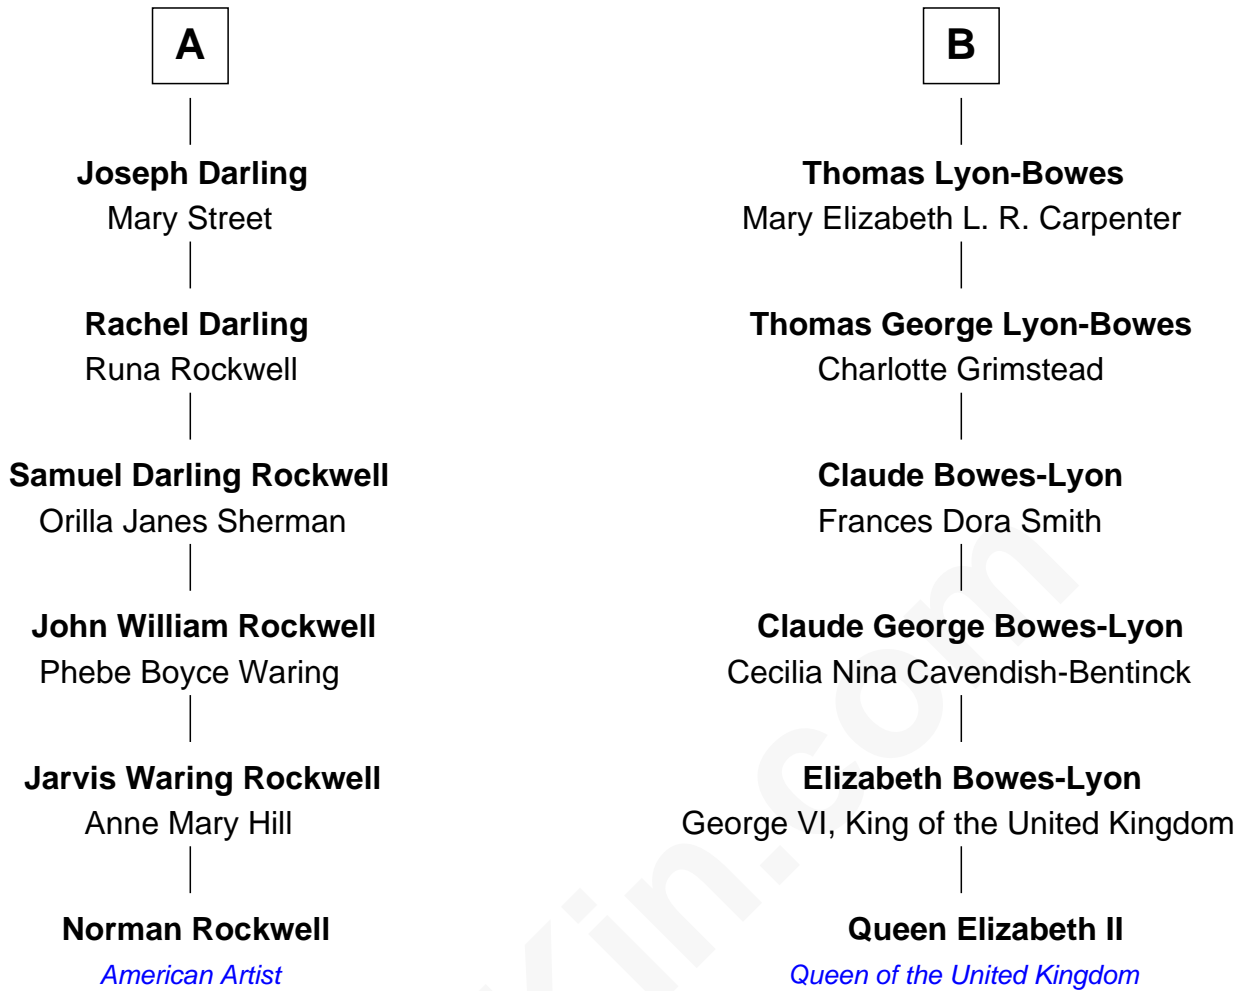 A
Joseph Darling
Mary Street
Rachel Darling
Runa Rockwell
Samuel Darling Rockwell
Orilla Janes Sherman
John William Rockwell
Phebe Boyce Waring
Jarvis Waring Rockwell
Anne Mary Hill
Norman Rockwell
American Artist
B
Thomas Lyon-Bowes
Mary Elizabeth L. R. Carpenter
Thomas George Lyon-Bowes
Charlotte Grimstead
Claude Bowes-Lyon
Frances Dora Smith
Claude George Bowes-Lyon
Cecilia Nina Cavendish-Bentinck
Elizabeth Bowes-Lyon
George VI, King of the United Kingdom
Queen Elizabeth II
Queen of the United Kingdom
Kin.com